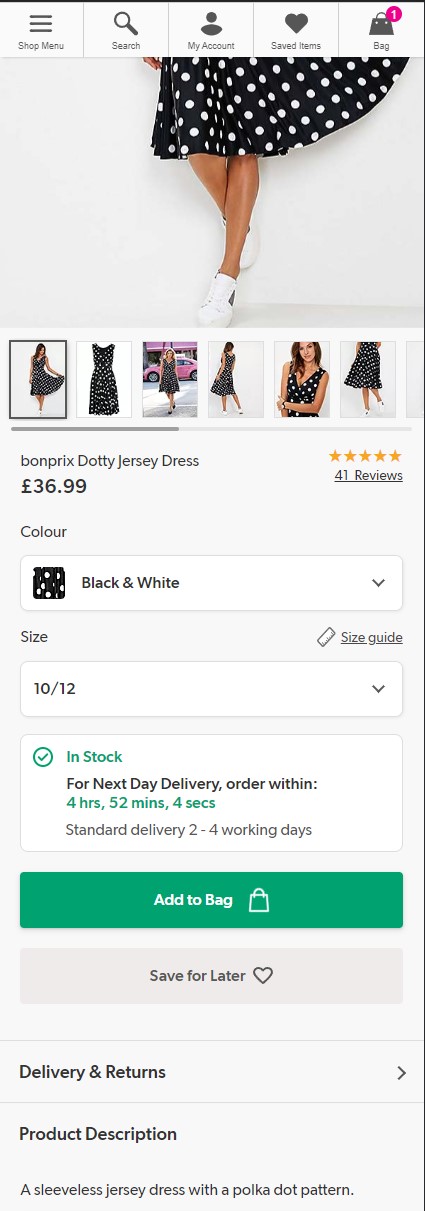 1
Shop Menu
Search
My Account
Saved Items
Bag
bonprix Dotty Jersey Dress
£36.99
41 Reviews
Colour
Black & White
Size
Size guide
10/12
In Stock
For Next Day Delivery, order within:
4 hrs, 52 mins, 4 secs
Standard delivery 2 - 4 working days
Add to Bag
Save for Later
Delivery & Returns
Product Description
A sleeveless jersey dress with a polka dot pattern.